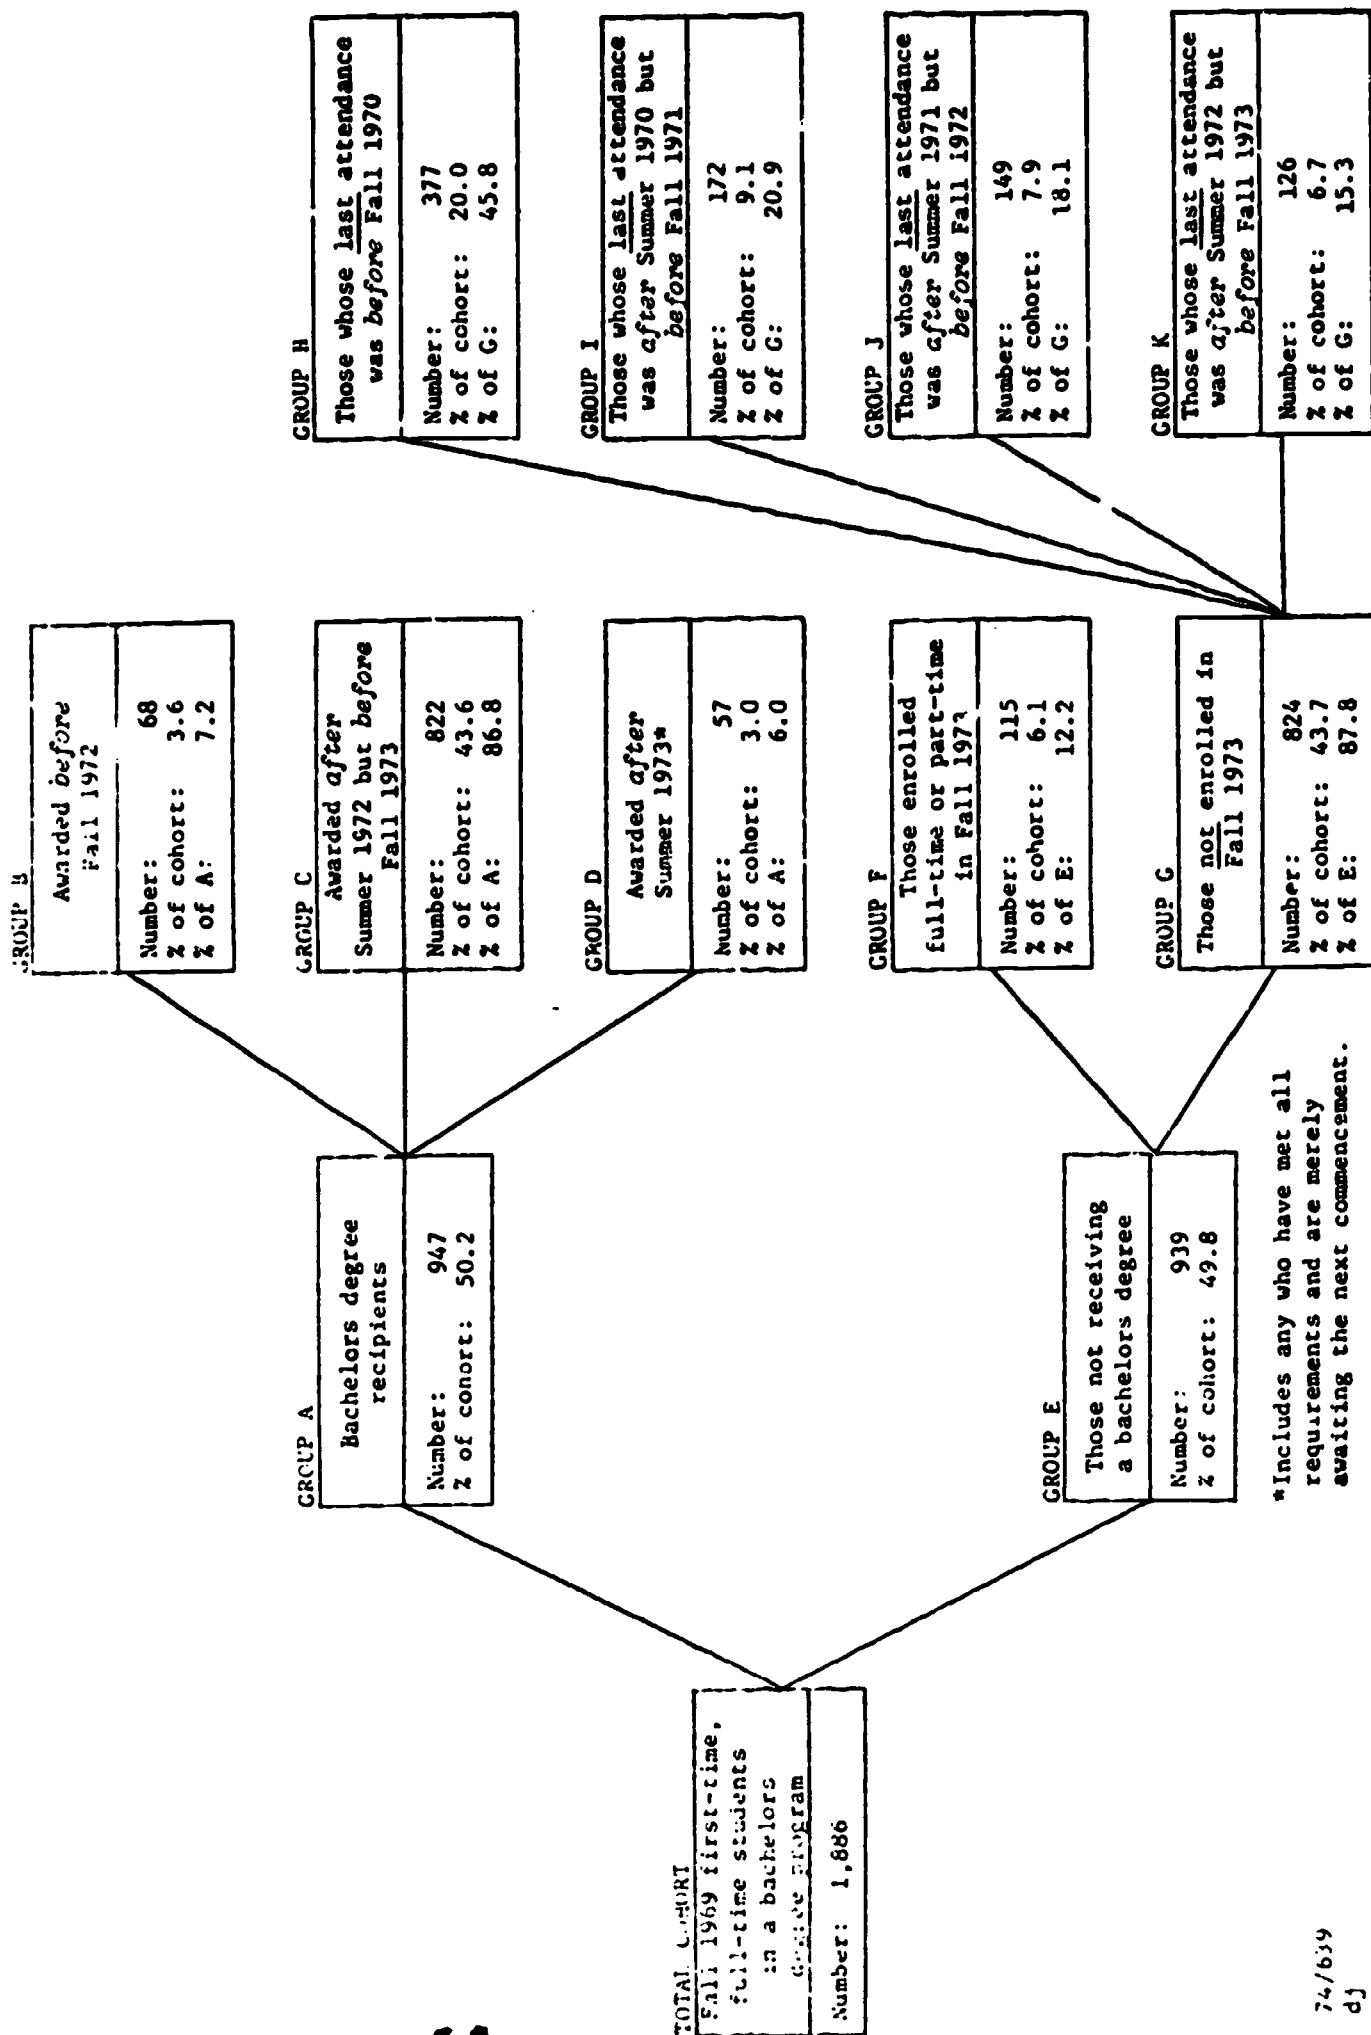 TOTAL COHORT
Fall 1969 first-time,
full-time students
in a bachelors
degree program
Number: 1,886
GROUP A
Bachelors degree
recipients
Number: 947
% of cohort: 50.2
GROUP E
Those not receiving
a bachelors degree
Number: 939
% of cohort: 49.8
GROUP B
Awarded before
Fall 1972
Number: 68
% of cohort: 3.6
% of A: 7.2
GROUP C
Awarded after
Summer 1972 but before
Fall 1973
Number: 822
% of cohort: 43.6
% of A: 86.8
GROUP D
Awarded after
Summer 1973*
Number: 57
% of cohort: 3.0
% of A: 6.0
GROUP F
Those enrolled
full-time or part-time
in Fall 1973
Number: 115
% of cohort: 6.1
% of E: 12.2
GROUP G
Those not enrolled in
Fall 1973
Number: 824
% of cohort: 43.7
% of E: 87.8
GROUP H
Those whose last attendance
was before Fall 1970
Number: 377
% of cohort: 20.0
% of G: 45.8
GROUP I
Those whose last attendance
was after Summer 1970 but
before Fall 1971
Number: 172
% of cohort: 9.1
% of G: 20.9
GROUP J
Those whose last attendance
was after Summer 1971 but
before Fall 1972
Number: 149
% of cohort: 7.9
% of G: 18.1
GROUP K
Those whose last attendance
was after Summer 1972 but
before Fall 1973
Number: 126
% of cohort: 6.7
% of G: 15.3
*Includes any who have met all
requirements and are merely
awaiting the next commencement.
74/639
dj